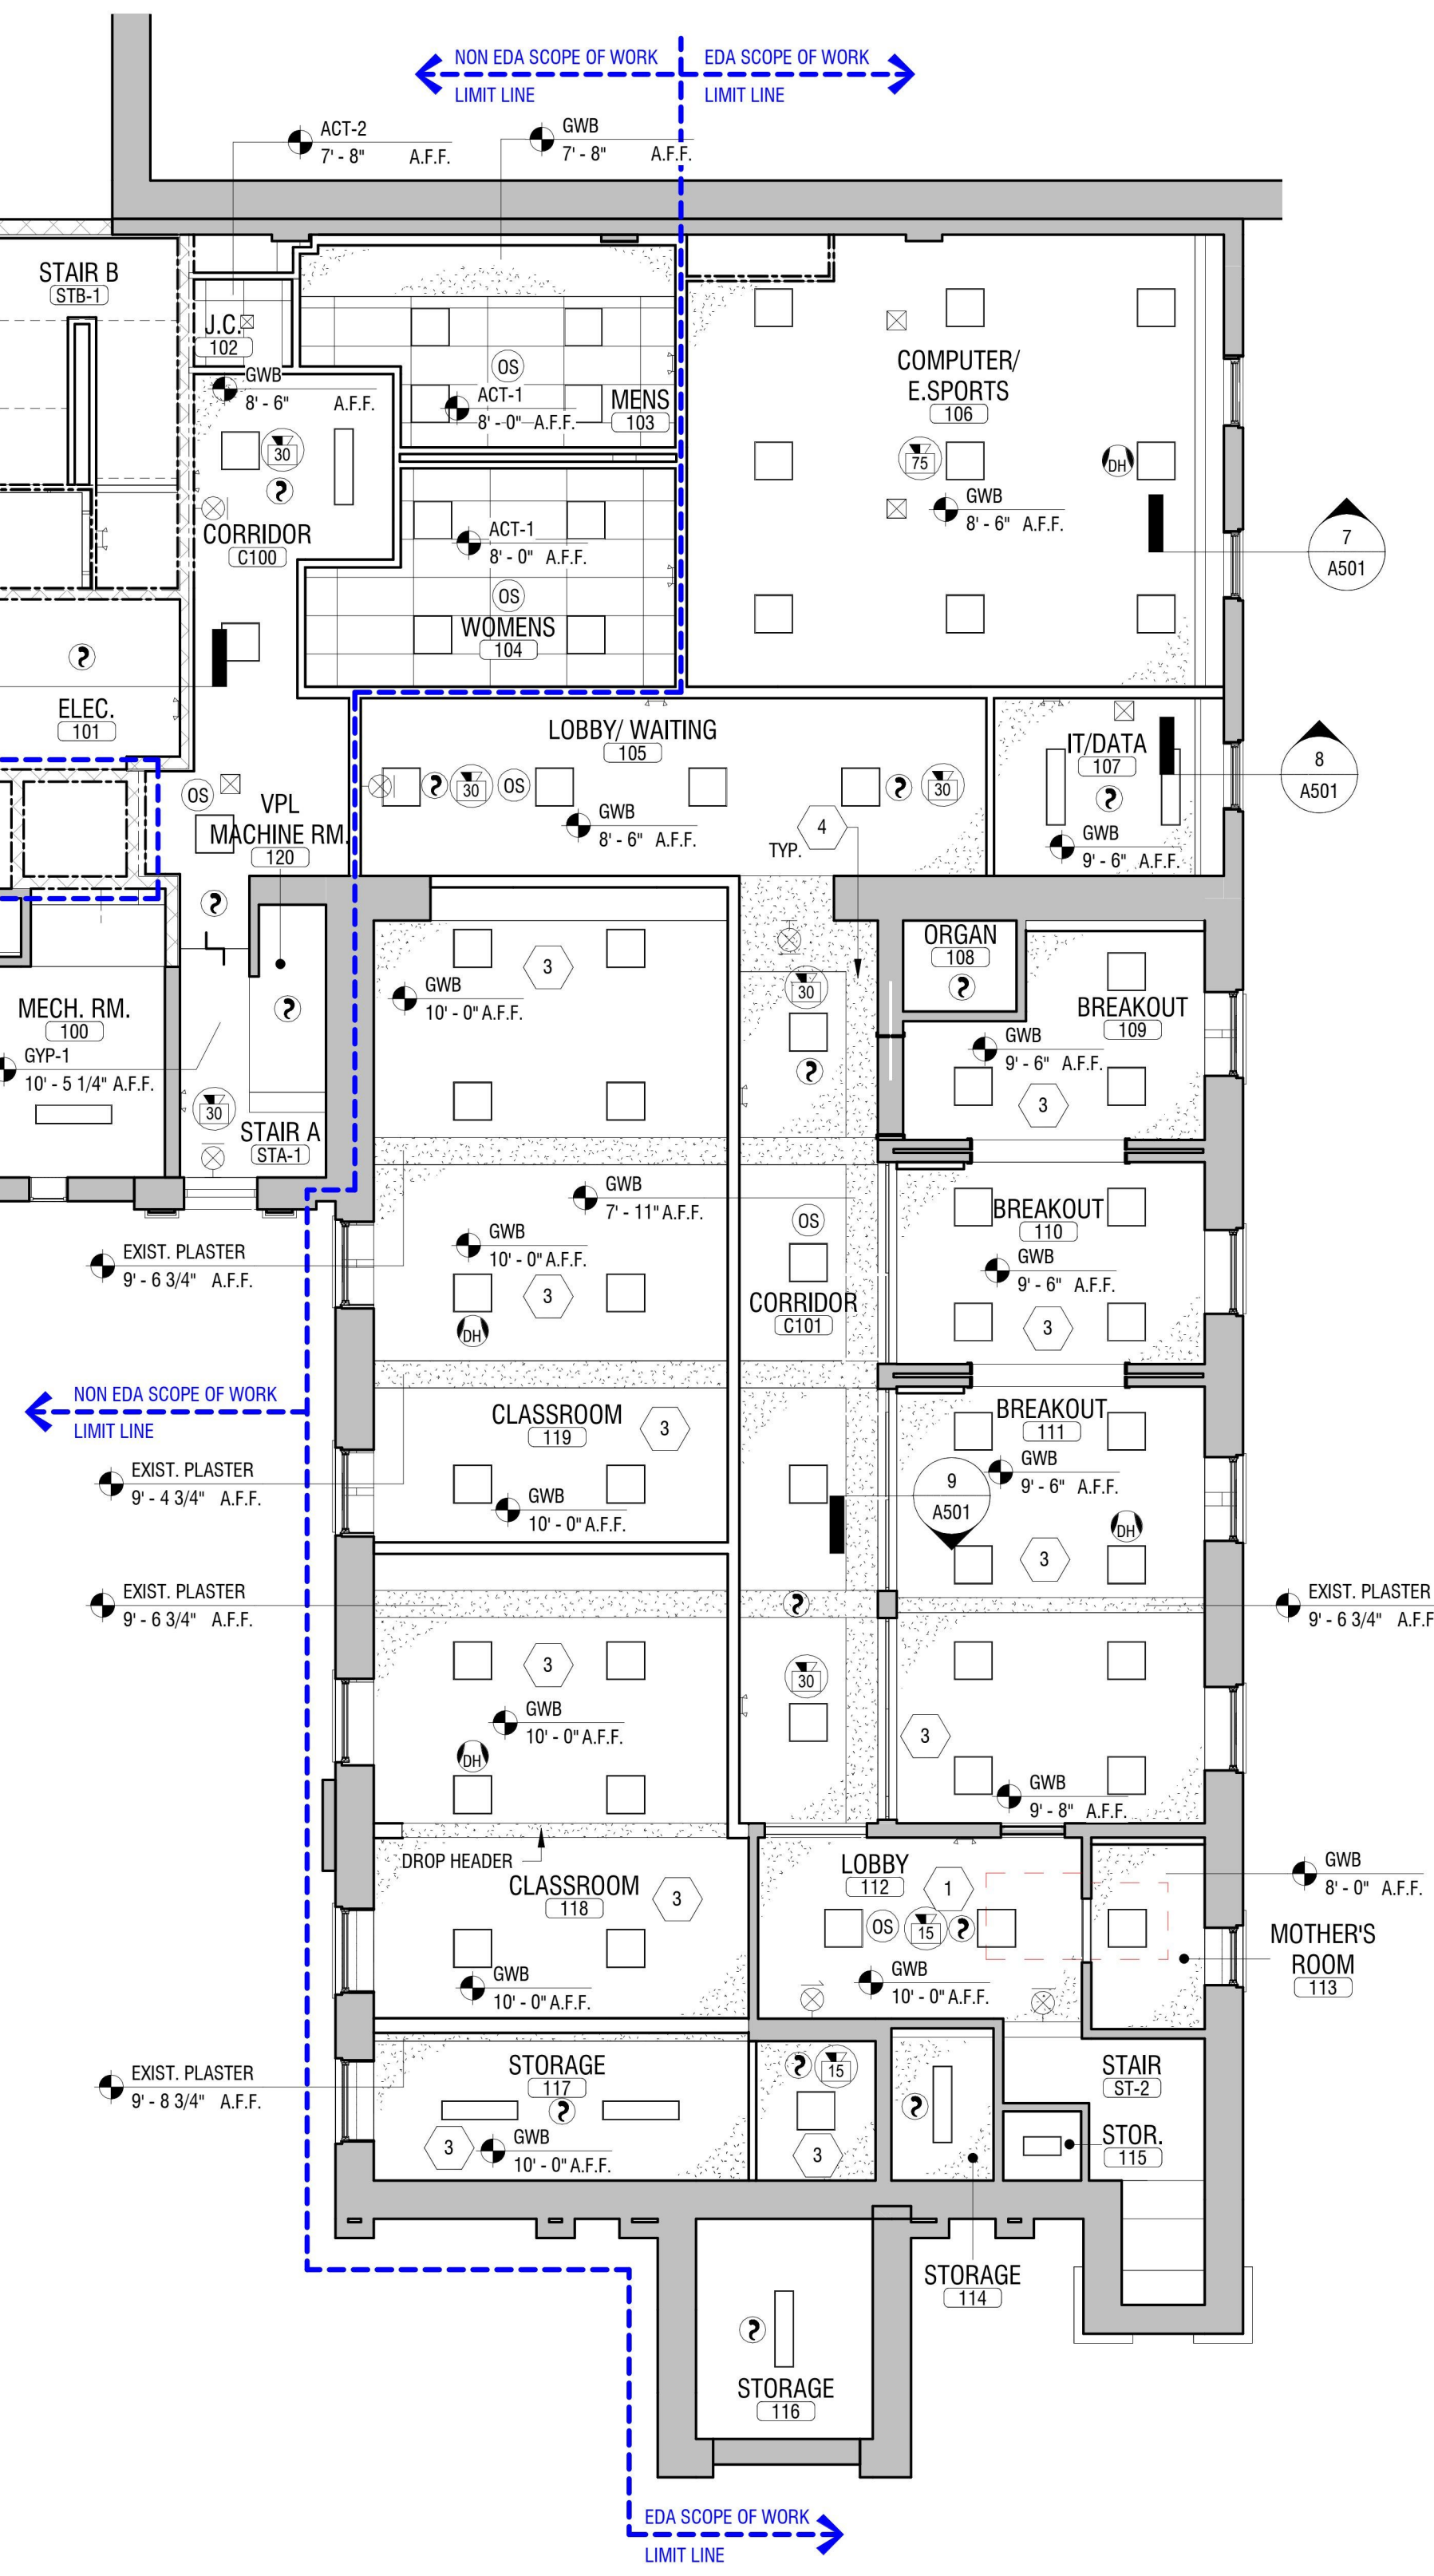 NON EDA SCOPE OF WORK
LIMIT LINE
EDA SCOPE OF WORK
LIMIT LINE
ACT-2
7' - 8" A.F.F.
GWB
7' - 8" A.F.F.
STAIR B
STB-1
J.C.
102
GWB
8' - 6" A.F.F.
30
CORRIDOR
C100
OS
ACT-1
8' - 0" A.F.F.
MENS
103
ACT-1
8' - 0" A.F.F.
OS
WOMENS
104
COMPUTER/
E.SPORTS
106
75
DH
GWB
8' - 6" A.F.F.
7
A501
ELEC.
101
LOBBY/ WAITING
105
30
OS
30
GWB
8' - 6" A.F.F.
4
TYP.
IT/DATA
107
GWB
9' - 6" A.F.F.
8
A501
OS
VPL
MACHINE RM.
120
MECH. RM.
100
GYP-1
10' - 5 1/4" A.F.F.
30
STAIR A
STA-1
3
GWB
10' - 0" A.F.F.
30
ORGAN
108
BREAKOUT
109
GWB
9' - 6" A.F.F.
3
GWB
7' - 11" A.F.F.
GWB
10' - 0" A.F.F.
3
DH
OS
CORRIDOR
C101
BREAKOUT
110
GWB
9' - 6" A.F.F.
3
EXIST. PLASTER
9' - 6 3/4" A.F.F.
NON EDA SCOPE OF WORK
LIMIT LINE
CLASSROOM
119
3
GWB
10' - 0" A.F.F.
BREAKOUT
111
GWB
9' - 6" A.F.F.
9
A501
DH
3
EXIST. PLASTER
9' - 4 3/4" A.F.F.
EXIST. PLASTER
9' - 6 3/4" A.F.F.
EXIST. PLASTER
9' - 6 3/4" A.F.F
3
GWB
10' - 0" A.F.F.
DH
30
3
GWB
9' - 8" A.F.F.
DROP HEADER
CLASSROOM
118
3
GWB
10' - 0" A.F.F.
LOBBY
112
1
OS
15
GWB
10' - 0" A.F.F.
GWB
8' - 0" A.F.F.
MOTHER'S
ROOM
113
EXIST. PLASTER
9' - 8 3/4" A.F.F.
STORAGE
117
3
GWB
10' - 0" A.F.F.
15
3
STAIR
ST-2
STOR.
115
STORAGE
114
STORAGE
116
EDA SCOPE OF WORK
LIMIT LINE